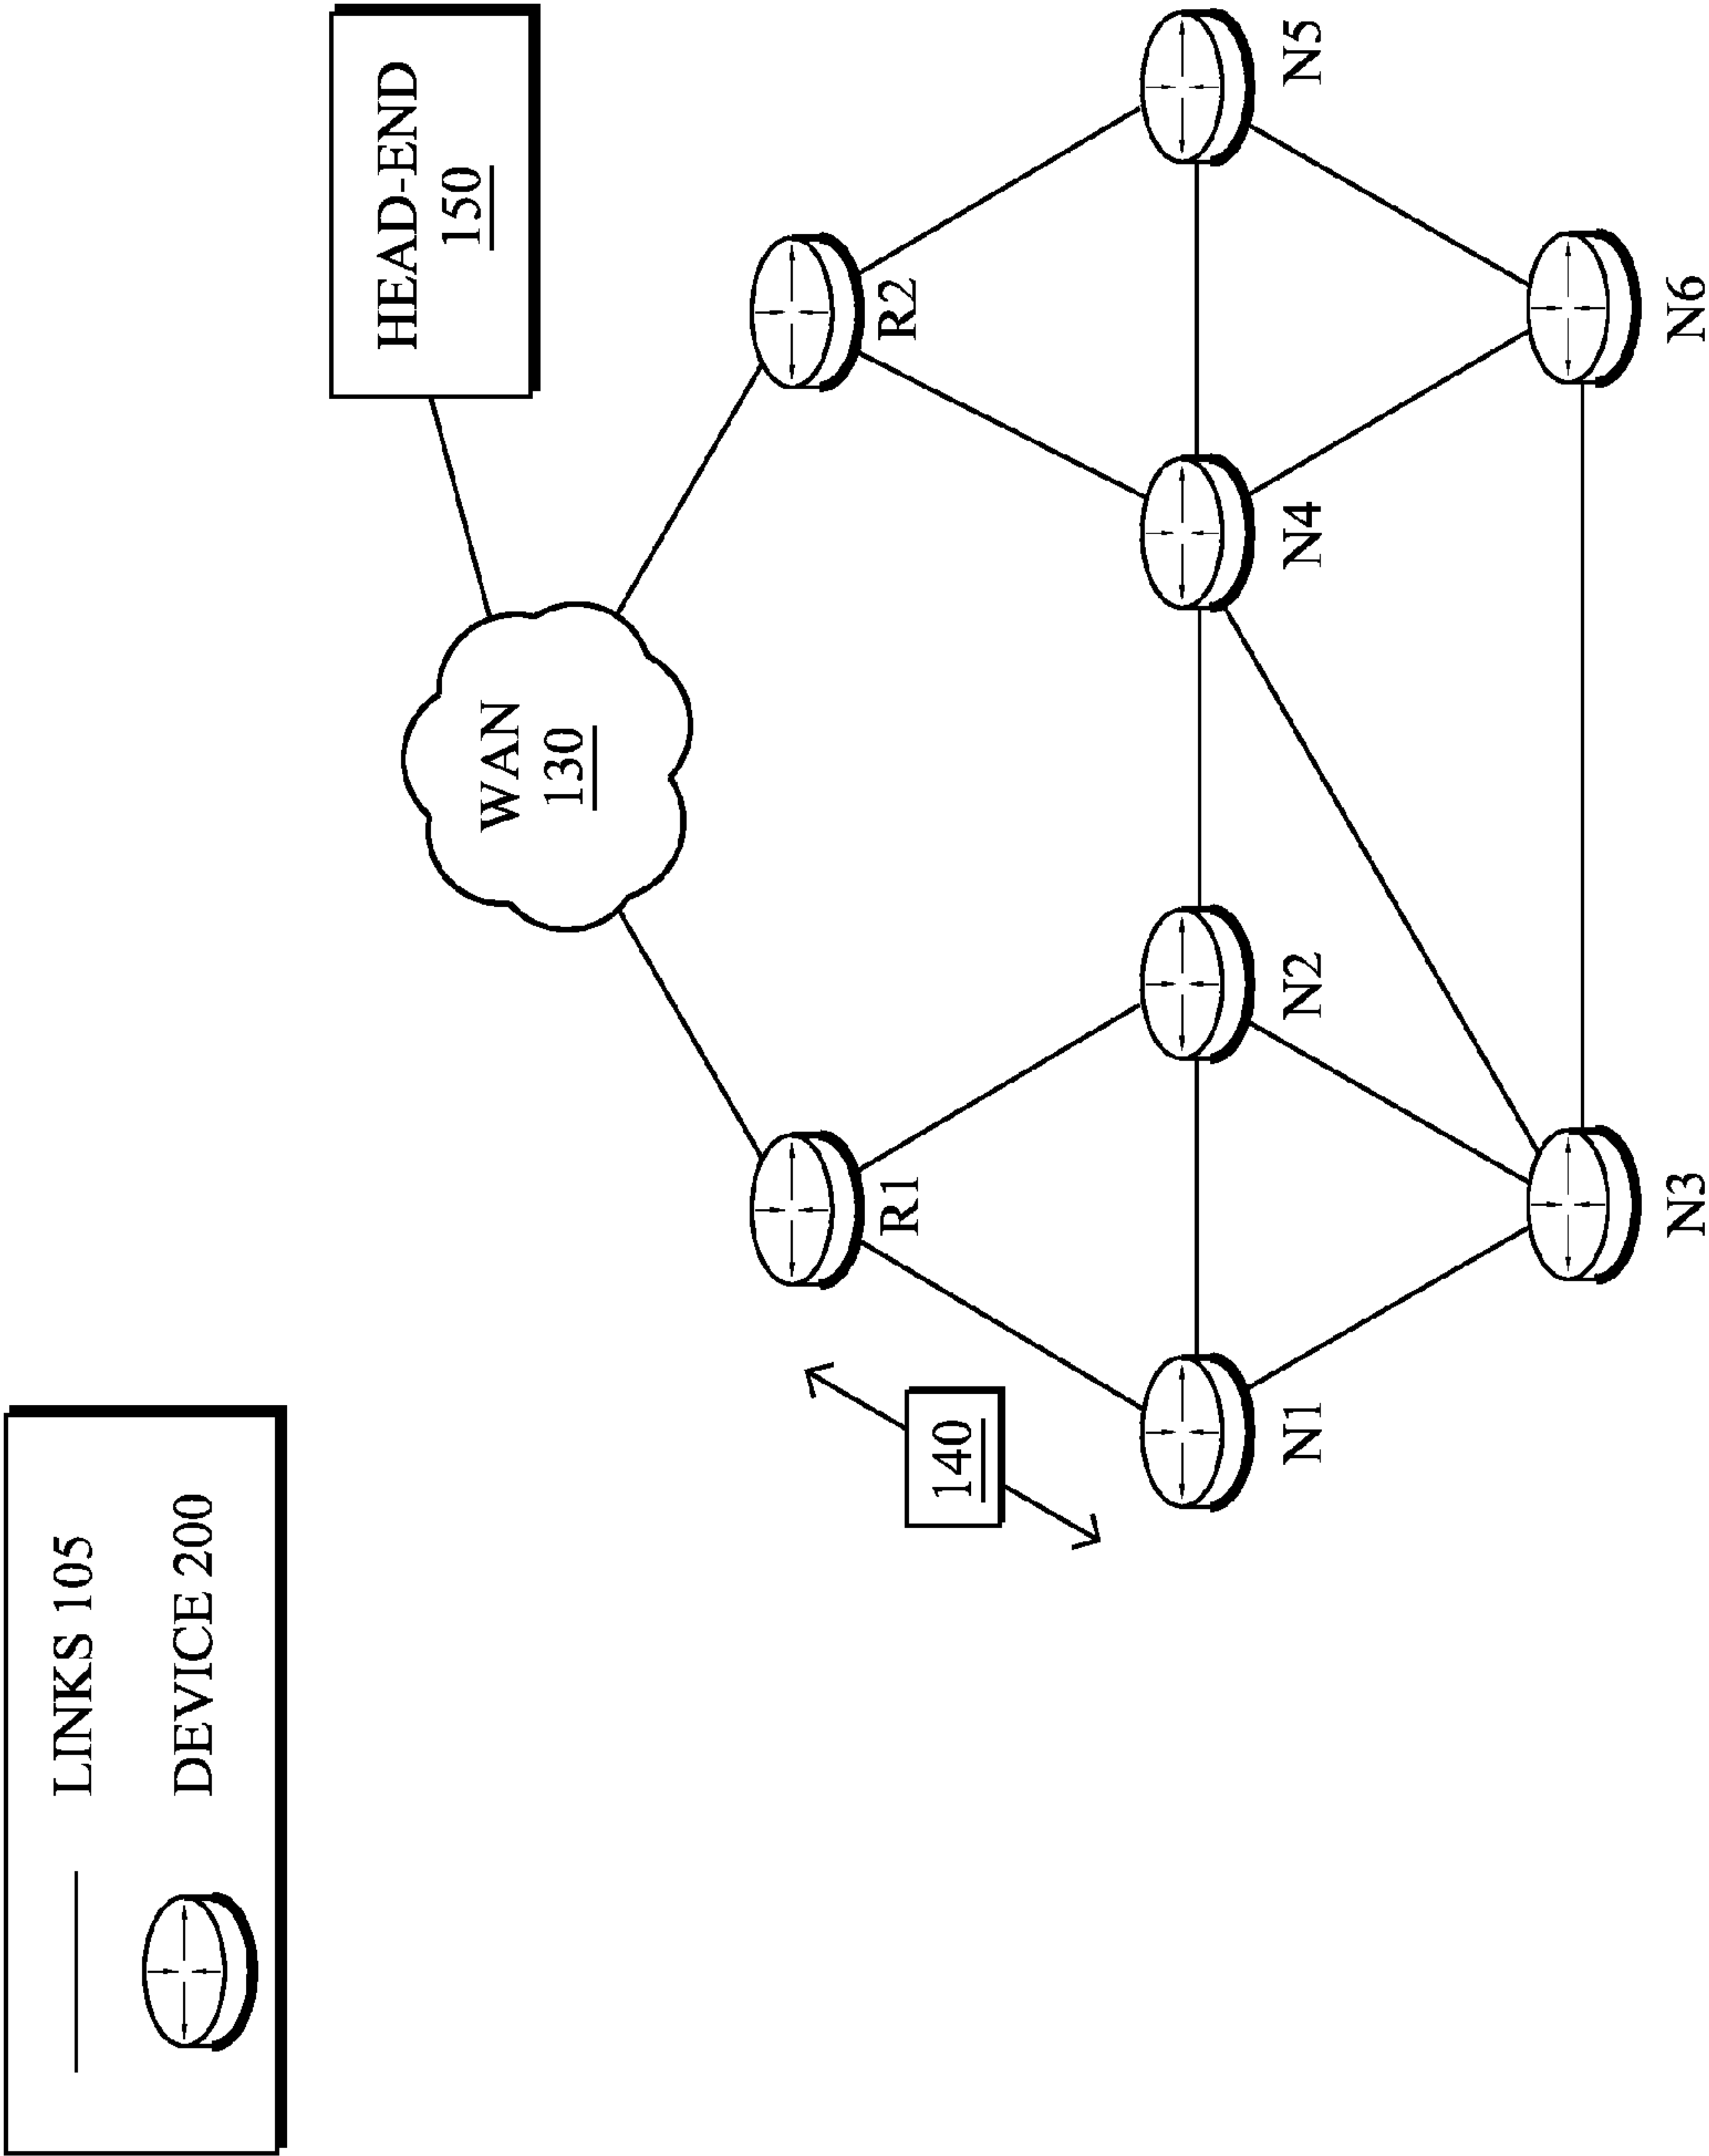 LINKS 105
DEVICE 200
HEAD-END
150
WAN
130
R1
R2
140
N1
N2
N4
N5
N3
N6